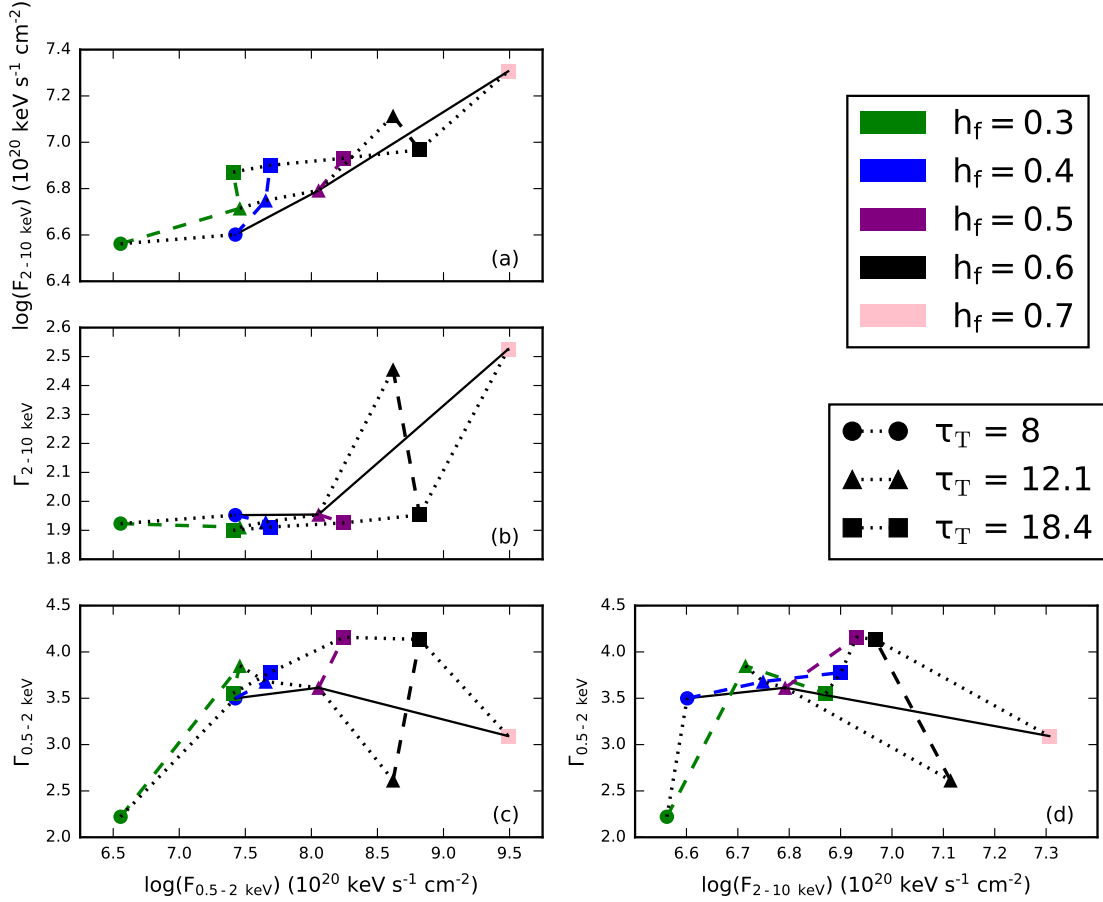 log(F2-10 keV) (10^20 keV s^-1 cm^-2)
7.4
7.2
7.0
6.8
6.6
6.4
(a)
h_f = 0.3
h_f = 0.4
h_f = 0.5
h_f = 0.6
h_f = 0.7
Γ2-10 keV
2.6
2.5
2.4
2.3
2.2
2.1
2.0
1.9
1.8
(b)
τ_T = 8
τ_T = 12.1
τ_T = 18.4
Γ0.5-2 keV
4.5
4.0
3.5
3.0
2.5
2.0
(c)
6.5 7.0 7.5 8.0 8.5 9.0 9.5
log(F0.5-2 keV) (10^20 keV s^-1 cm^-2)
Γ0.5-2 keV
4.5
4.0
3.5
3.0
2.5
2.0
(d)
6.6 6.7 6.8 6.9 7.0 7.1 7.2 7.3
log(F2-10 keV) (10^20 keV s^-1 cm^-2)